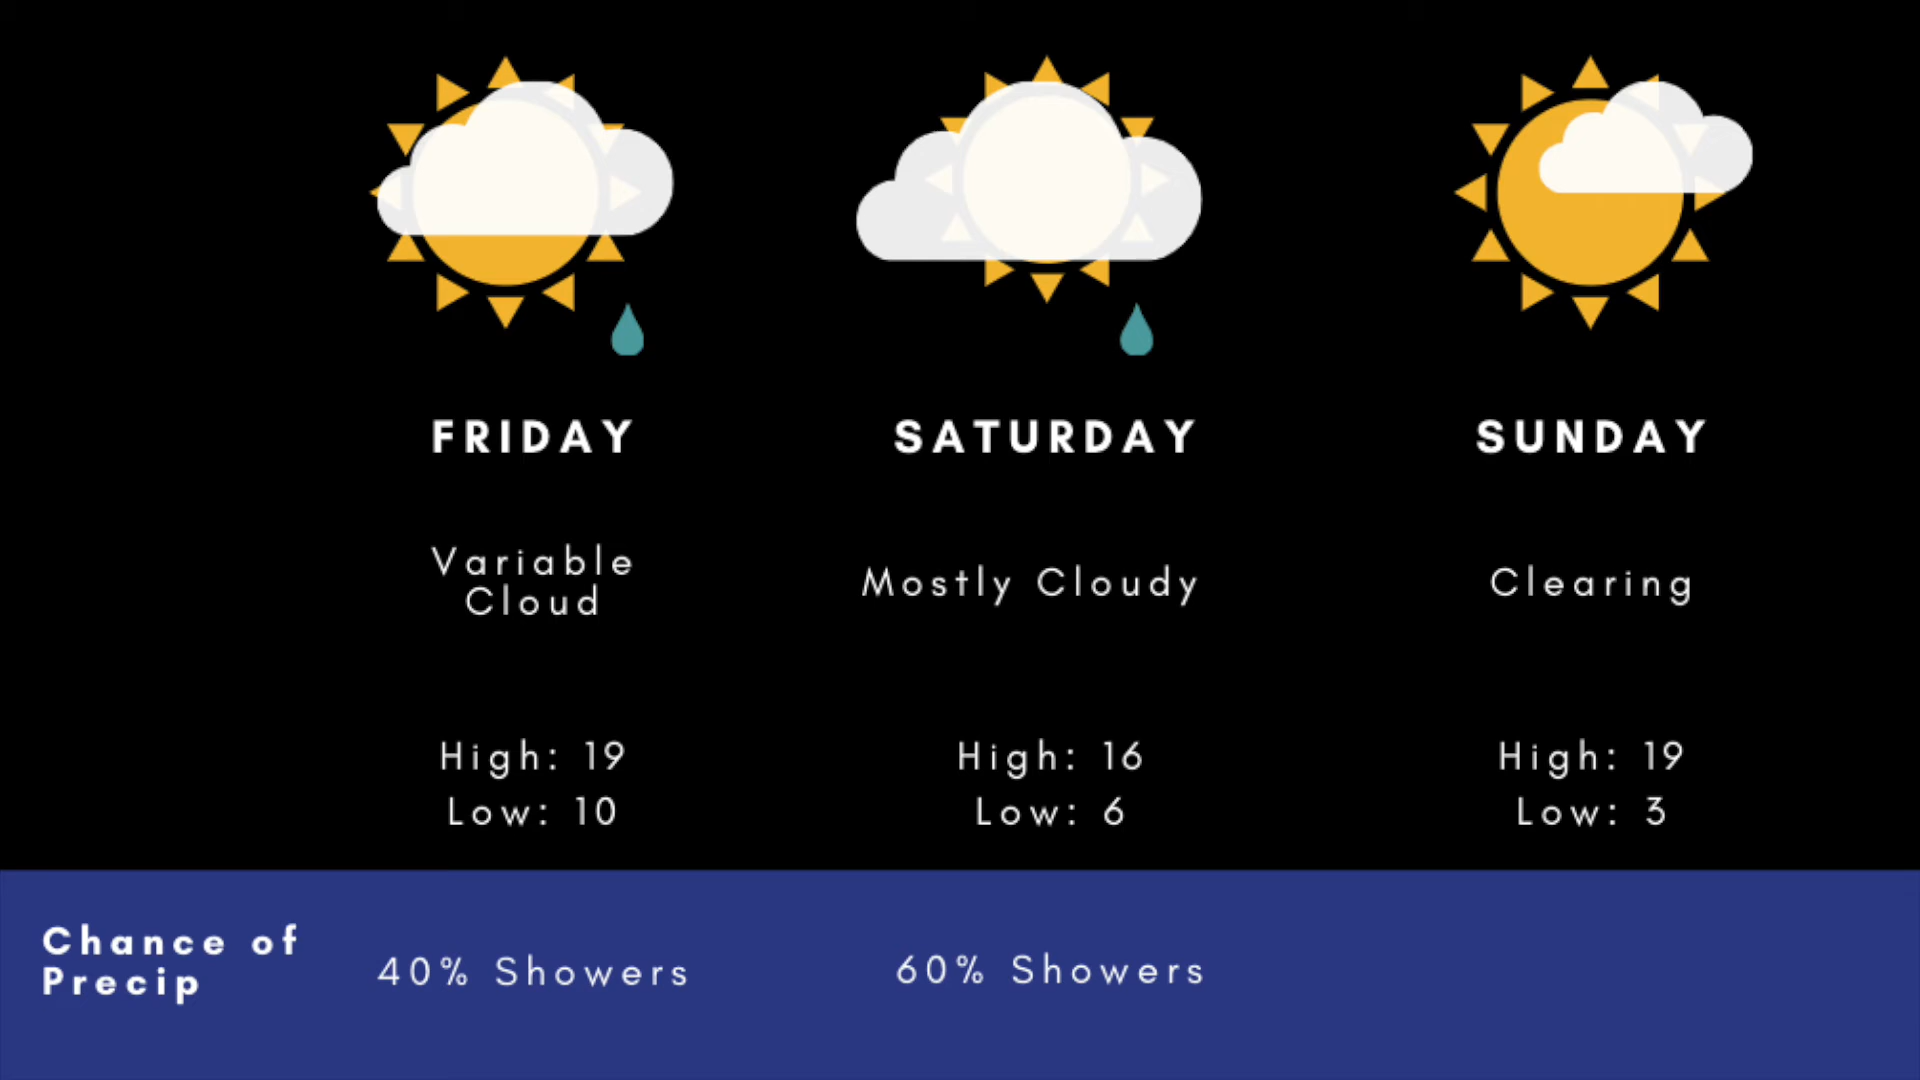 FRIDAY
SATURDAY
SUNDAY
Variable
Cloud
Mostly Cloudy
Clearing
High: 19
Low: 10
High: 16
Low: 6
High: 19
Low: 3
Chance of
Precip
40% Showers
60% Showers